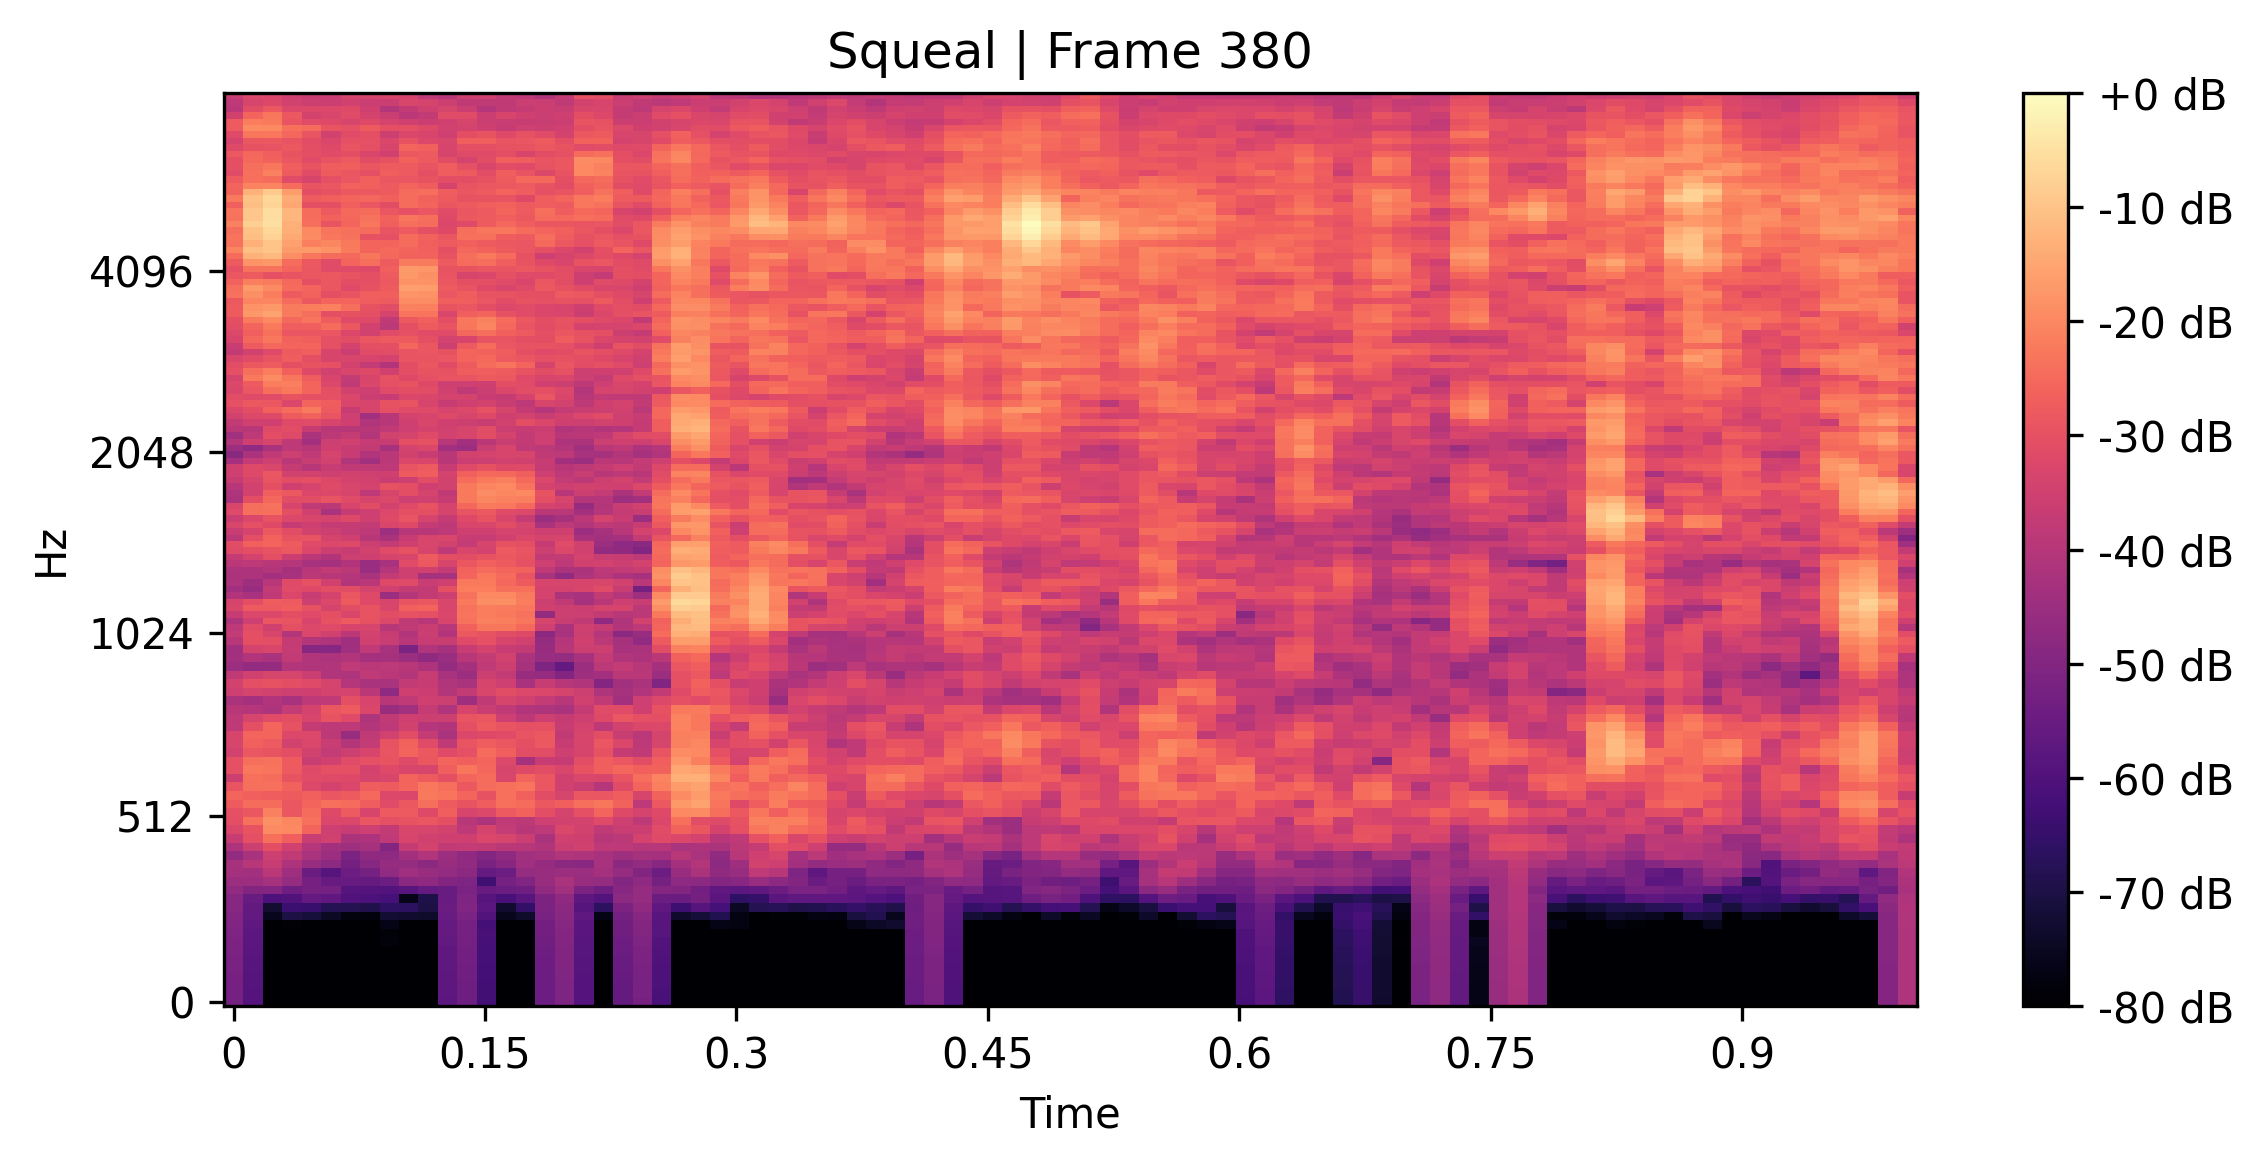 Squeal | Frame 380
Hz
4096
2048
1024
512
0
0 0.15 0.3 0.45 0.6 0.75 0.9
Time
+0 dB
-10 dB
-20 dB
-30 dB
-40 dB
-50 dB
-60 dB
-70 dB
-80 dB